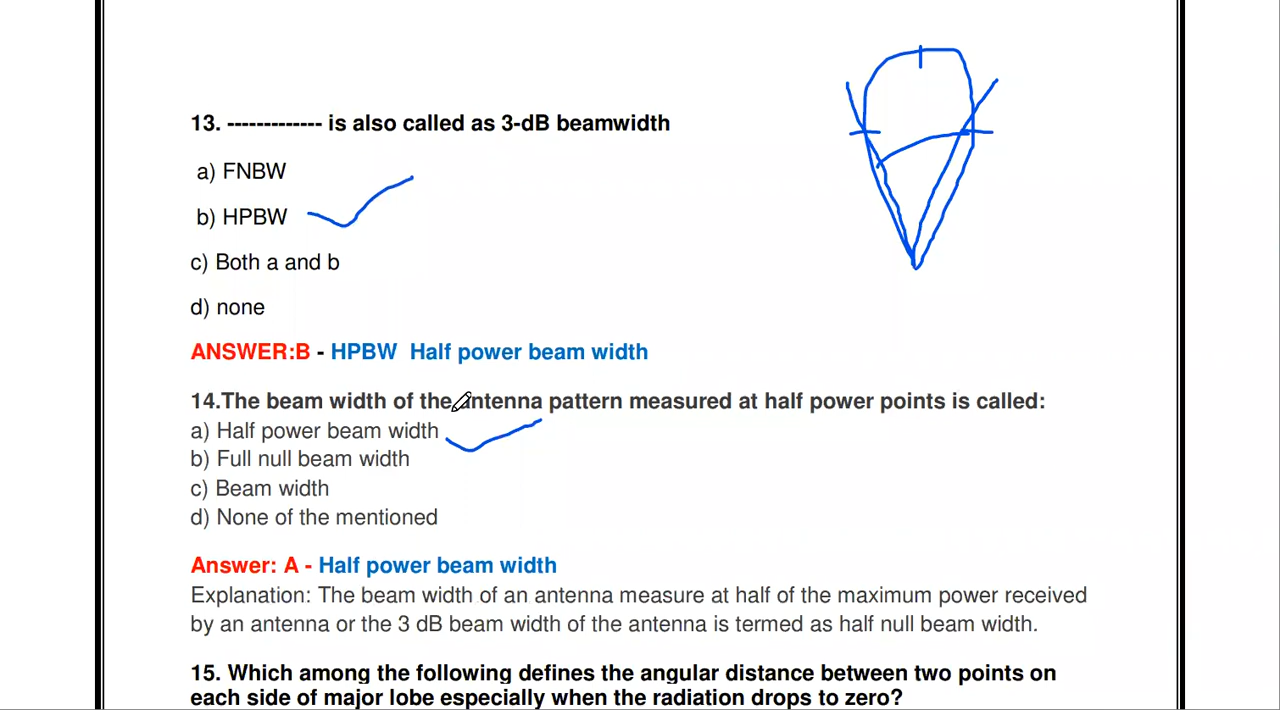 13. ------------- is also called as 3-dB beamwidth
a) FNBW
b) HPBW
c) Both a and b
d) none
ANSWER:B - HPBW Half power beam width
14.The beam width of the antenna pattern measured at half power points is called:
a) Half power beam width
b) Full null beam width
c) Beam width
d) None of the mentioned
Answer: A - Half power beam width
Explanation: The beam width of an antenna measure at half of the maximum power received
by an antenna or the 3 dB beam width of the antenna is termed as half null beam width.
15. Which among the following defines the angular distance between two points on
each side of major lobe especially when the radiation drops to zero?